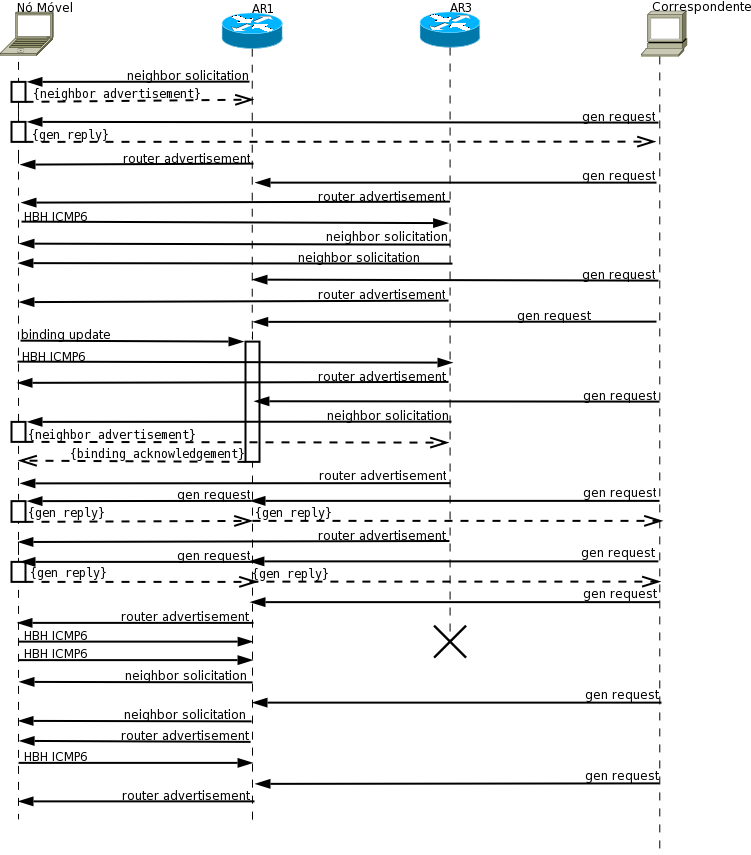 Nó Móvel
AR1
AR3
Correspondente
neighbor solicitation
{neighbor advertisement}
gen request
{gen reply}
router advertisement
gen request
router advertisement
HBH ICMP6
neighbor solicitation
neighbor solicitation
gen request
router advertisement
gen request
binding update
HBH ICMP6
router advertisement
gen request
neighbor solicitation
{neighbor advertisement}
{binding acknowledgement}
router advertisement
gen request
gen request
{gen reply}
{gen reply}
router advertisement
gen request
gen request
{gen reply}
{gen reply}
gen request
router advertisement
HBH ICMP6
HBH ICMP6
neighbor solicitation
gen request
neighbor solicitation
router advertisement
HBH ICMP6
gen request
router advertisement